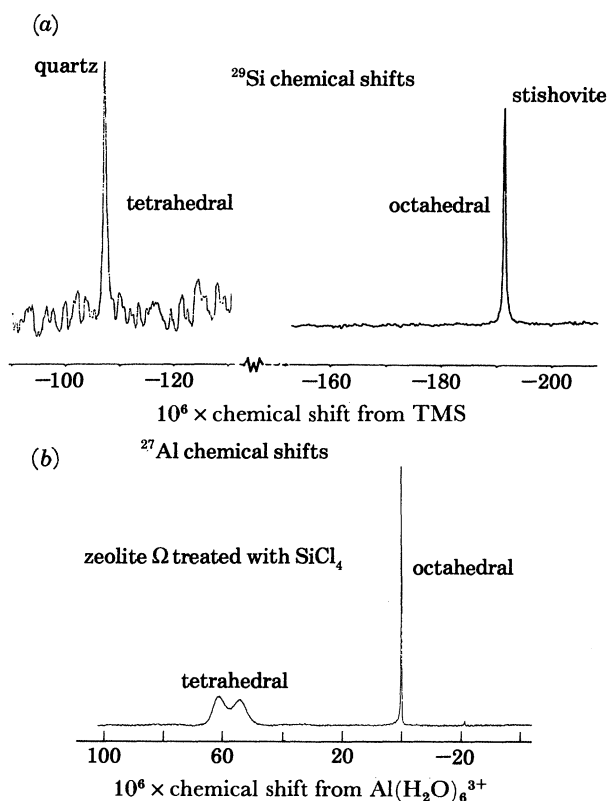 (a)
quartz
²⁹Si chemical shifts
stishovite
tetrahedral
octahedral
−100 −120 −160 −180 −200
10⁶ × chemical shift from TMS
(b)
²⁷Al chemical shifts
zeolite Ω treated with SiCl₄
octahedral
tetrahedral
100 60 20 −20
10⁶ × chemical shift from Al(H₂O)₆³⁺